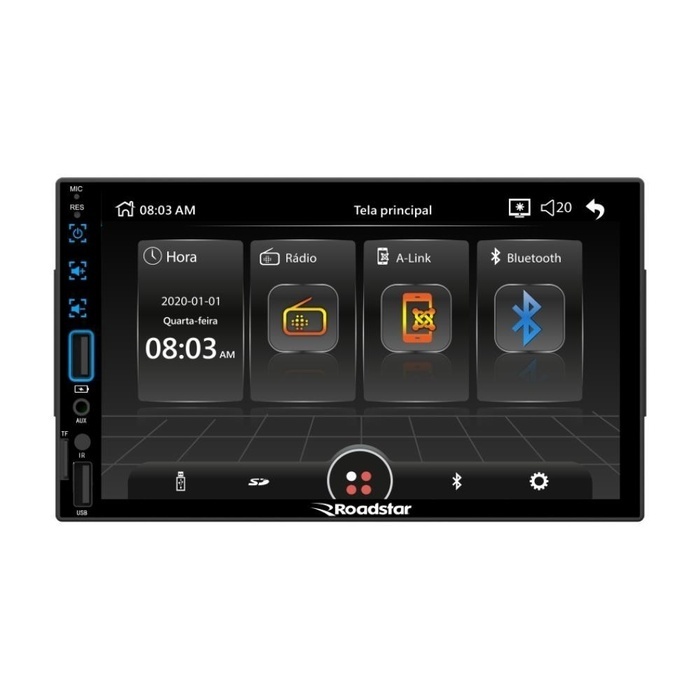 MIC
RES
08:03 AM
Tela principal
20
Hora
2020-01-01
Quarta-feira
08:03 AM
Rádio
A-Link
Bluetooth
AUX
TF
IR
USB
SD
Roadstar